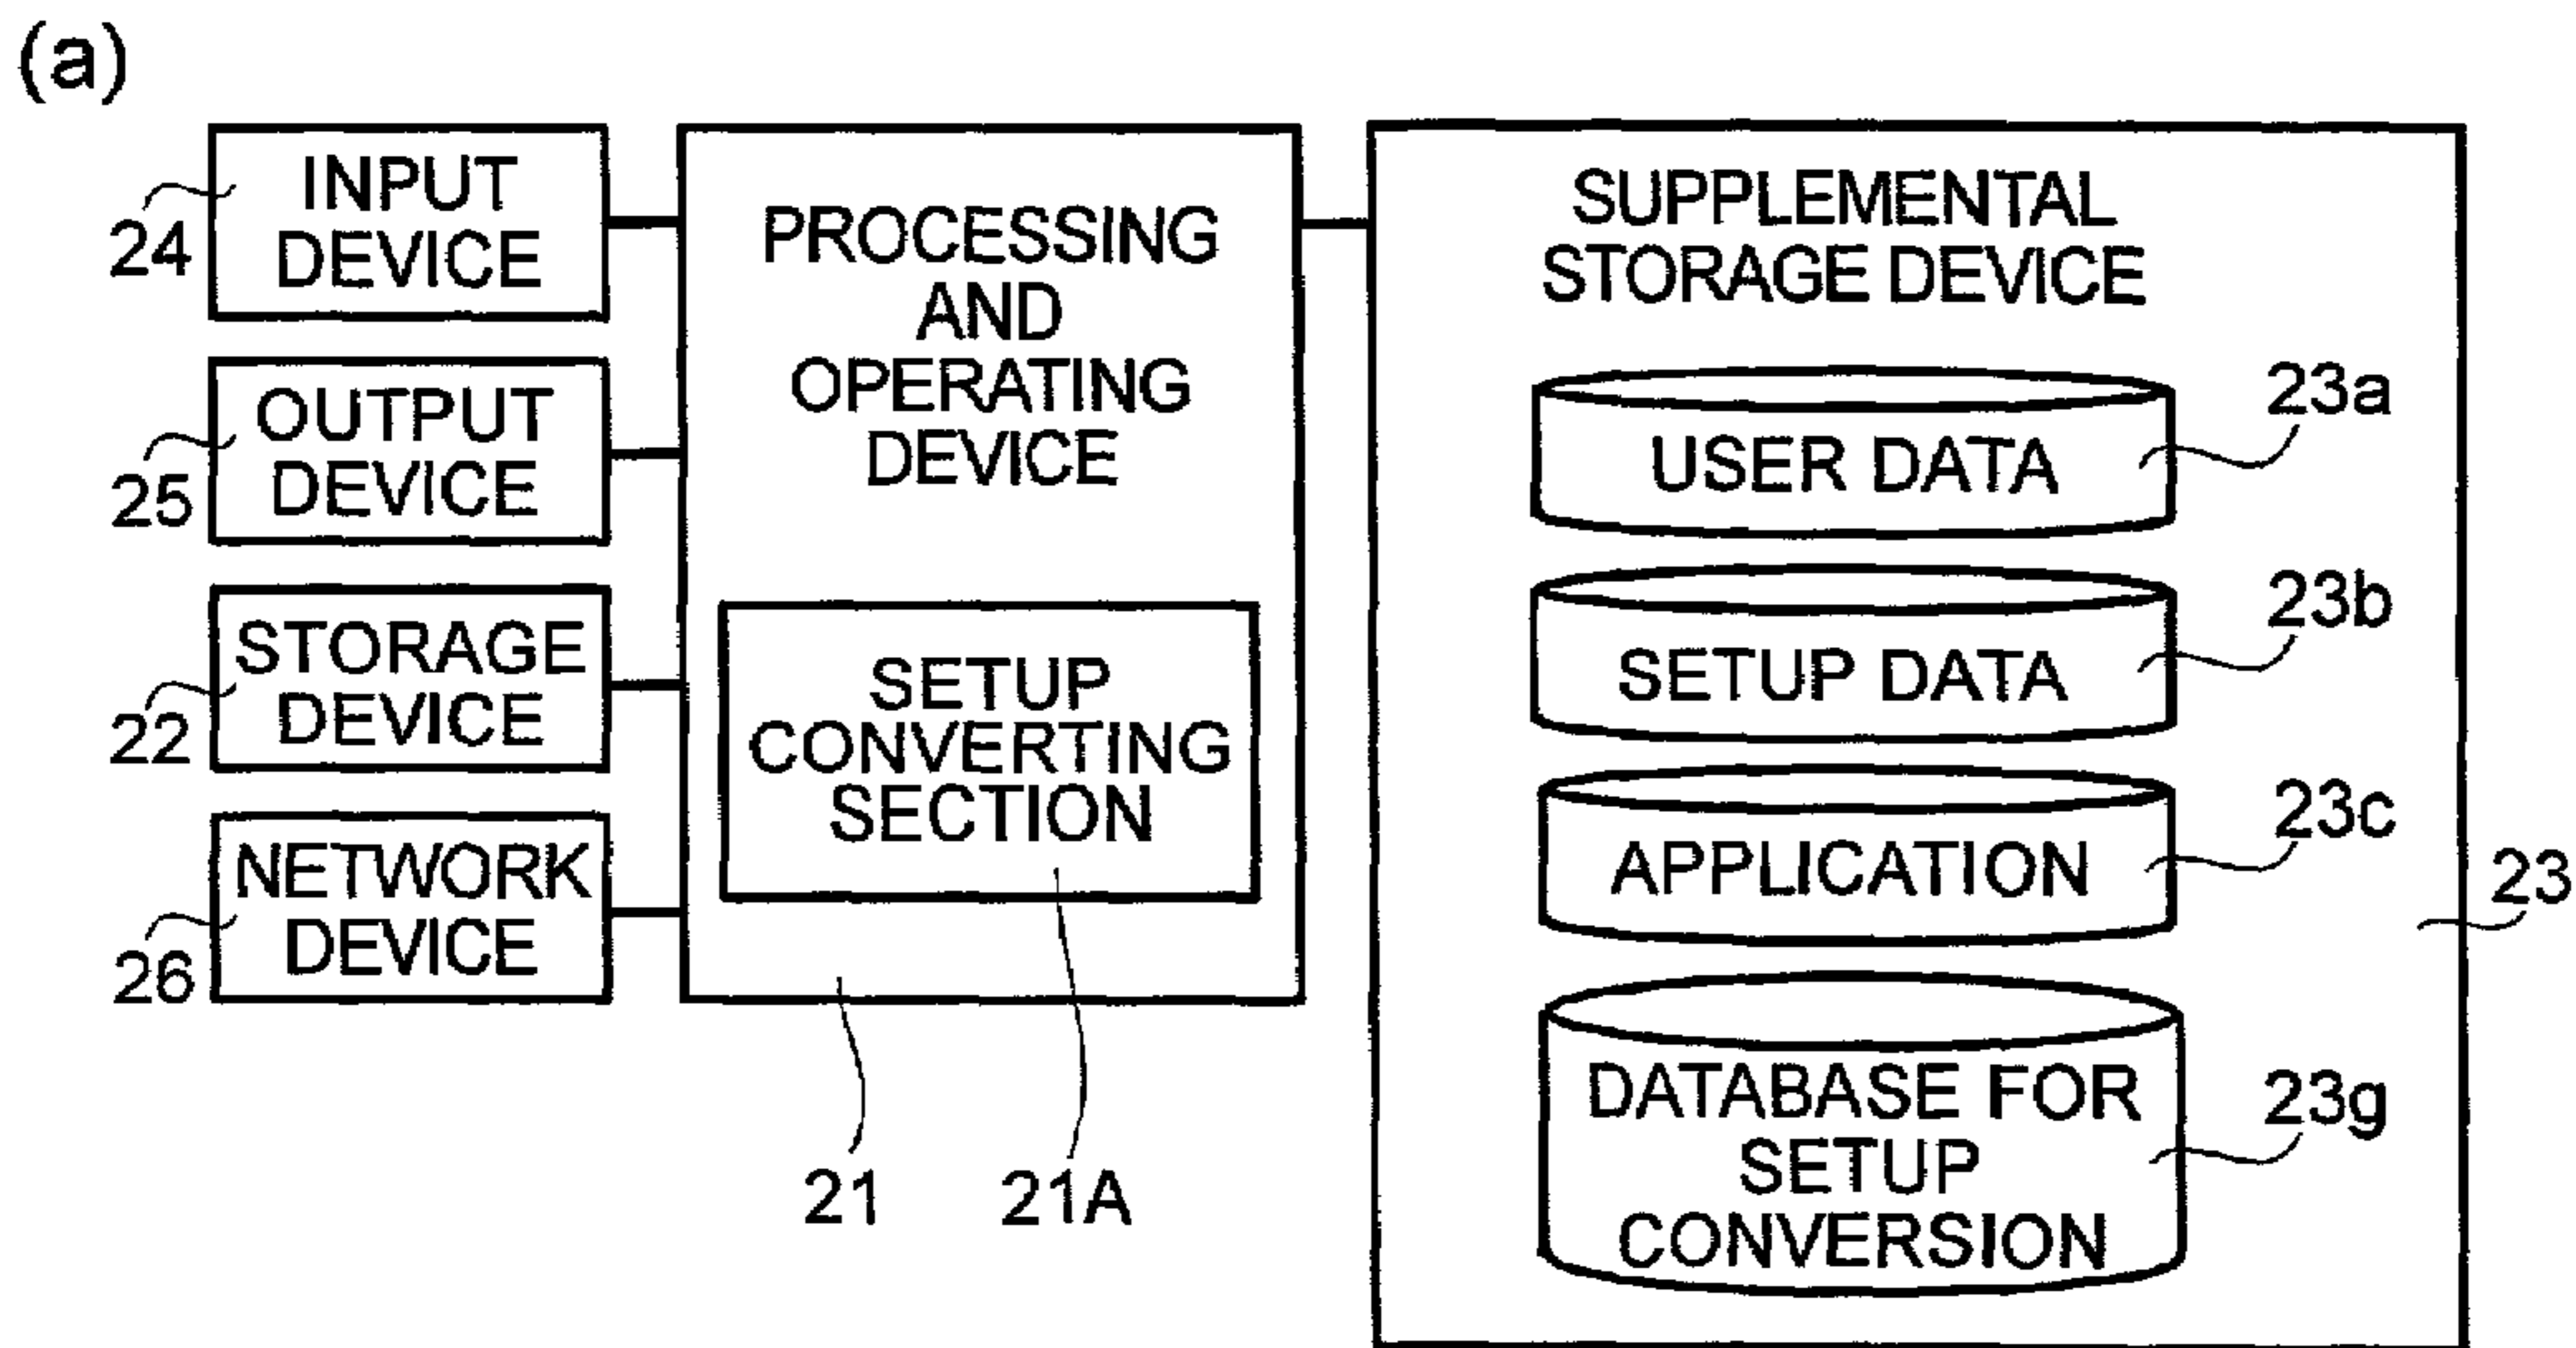 (a)
INPUT
DEVICE
24
OUTPUT
DEVICE
25
STORAGE
DEVICE
22
NETWORK
DEVICE
26
PROCESSING
AND
OPERATING
DEVICE
SETUP
CONVERTING
SECTION
21
21A
SUPPLEMENTAL
STORAGE DEVICE
USER DATA
23a
SETUP DATA
23b
APPLICATION
23c
DATABASE FOR
SETUP
CONVERSION
23g
23